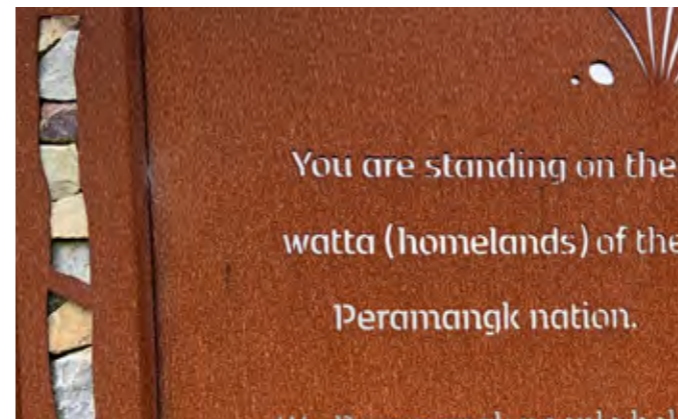 You are standing on the
watta (homelands) of the
Peramangk nation.